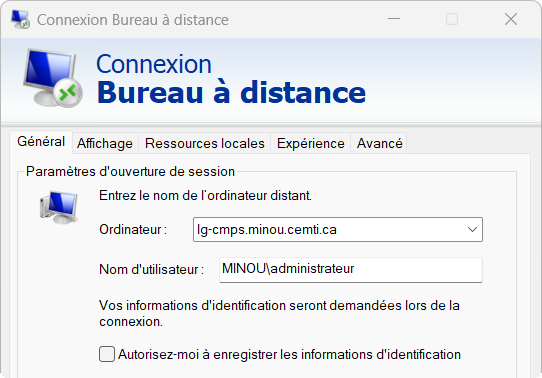 Connexion Bureau à distance
Connexion
Bureau à distance
Général Affichage Ressources locales Expérience Avancé
Paramètres d'ouverture de session
Entrez le nom de l'ordinateur distant.
Ordinateur : lg-cmps.minou.cemti.ca
Nom d'utilisateur : MINOU\administrateur
Vos informations d'identification seront demandées lors de la
connexion.
Autorisez-moi à enregistrer les informations d'identification